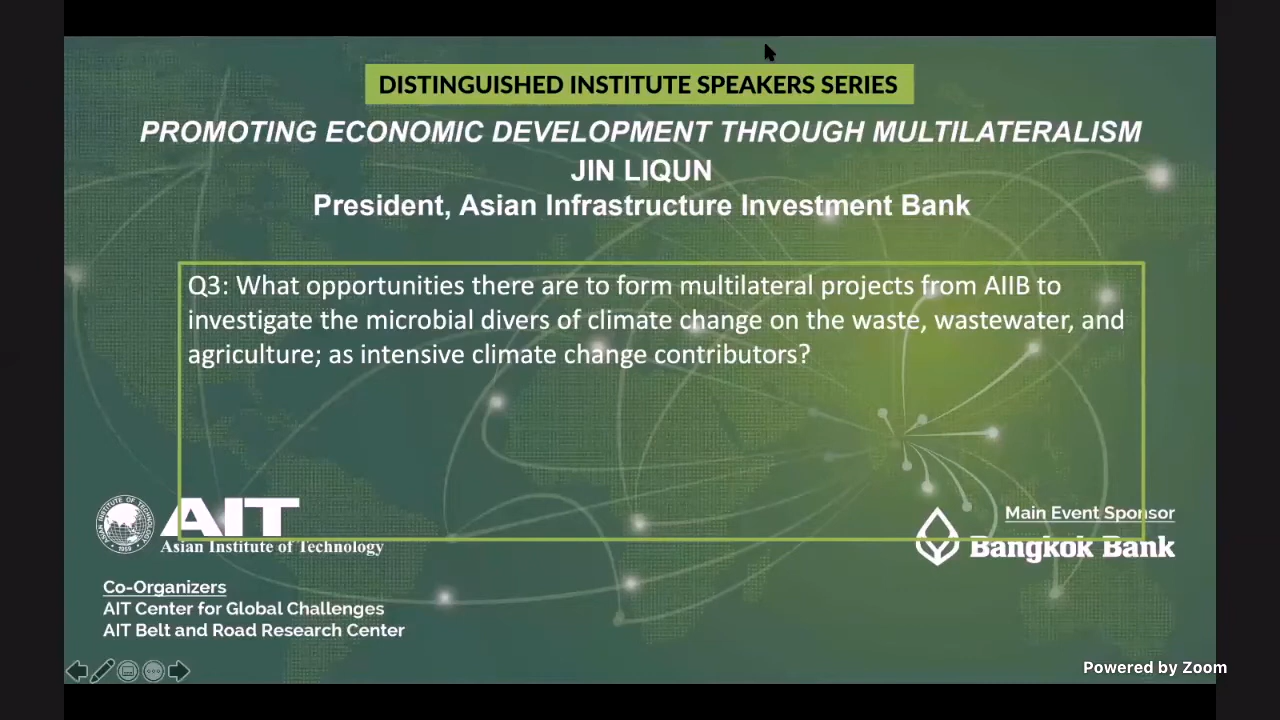 DISTINGUISHED INSTITUTE SPEAKERS SERIES
PROMOTING ECONOMIC DEVELOPMENT THROUGH MULTILATERALISM
JIN LIQUN
President, Asian Infrastructure Investment Bank
Q3: What opportunities there are to form multilateral projects from AIIB to
investigate the microbial divers of climate change on the waste, wastewater, and
agriculture; as intensive climate change contributors?
AIT
Asian Institute of Technology
Main Event Sponsor
Bangkok Bank
Co-Organizers
AIT Center for Global Challenges
AIT Belt and Road Research Center
Powered by Zoom